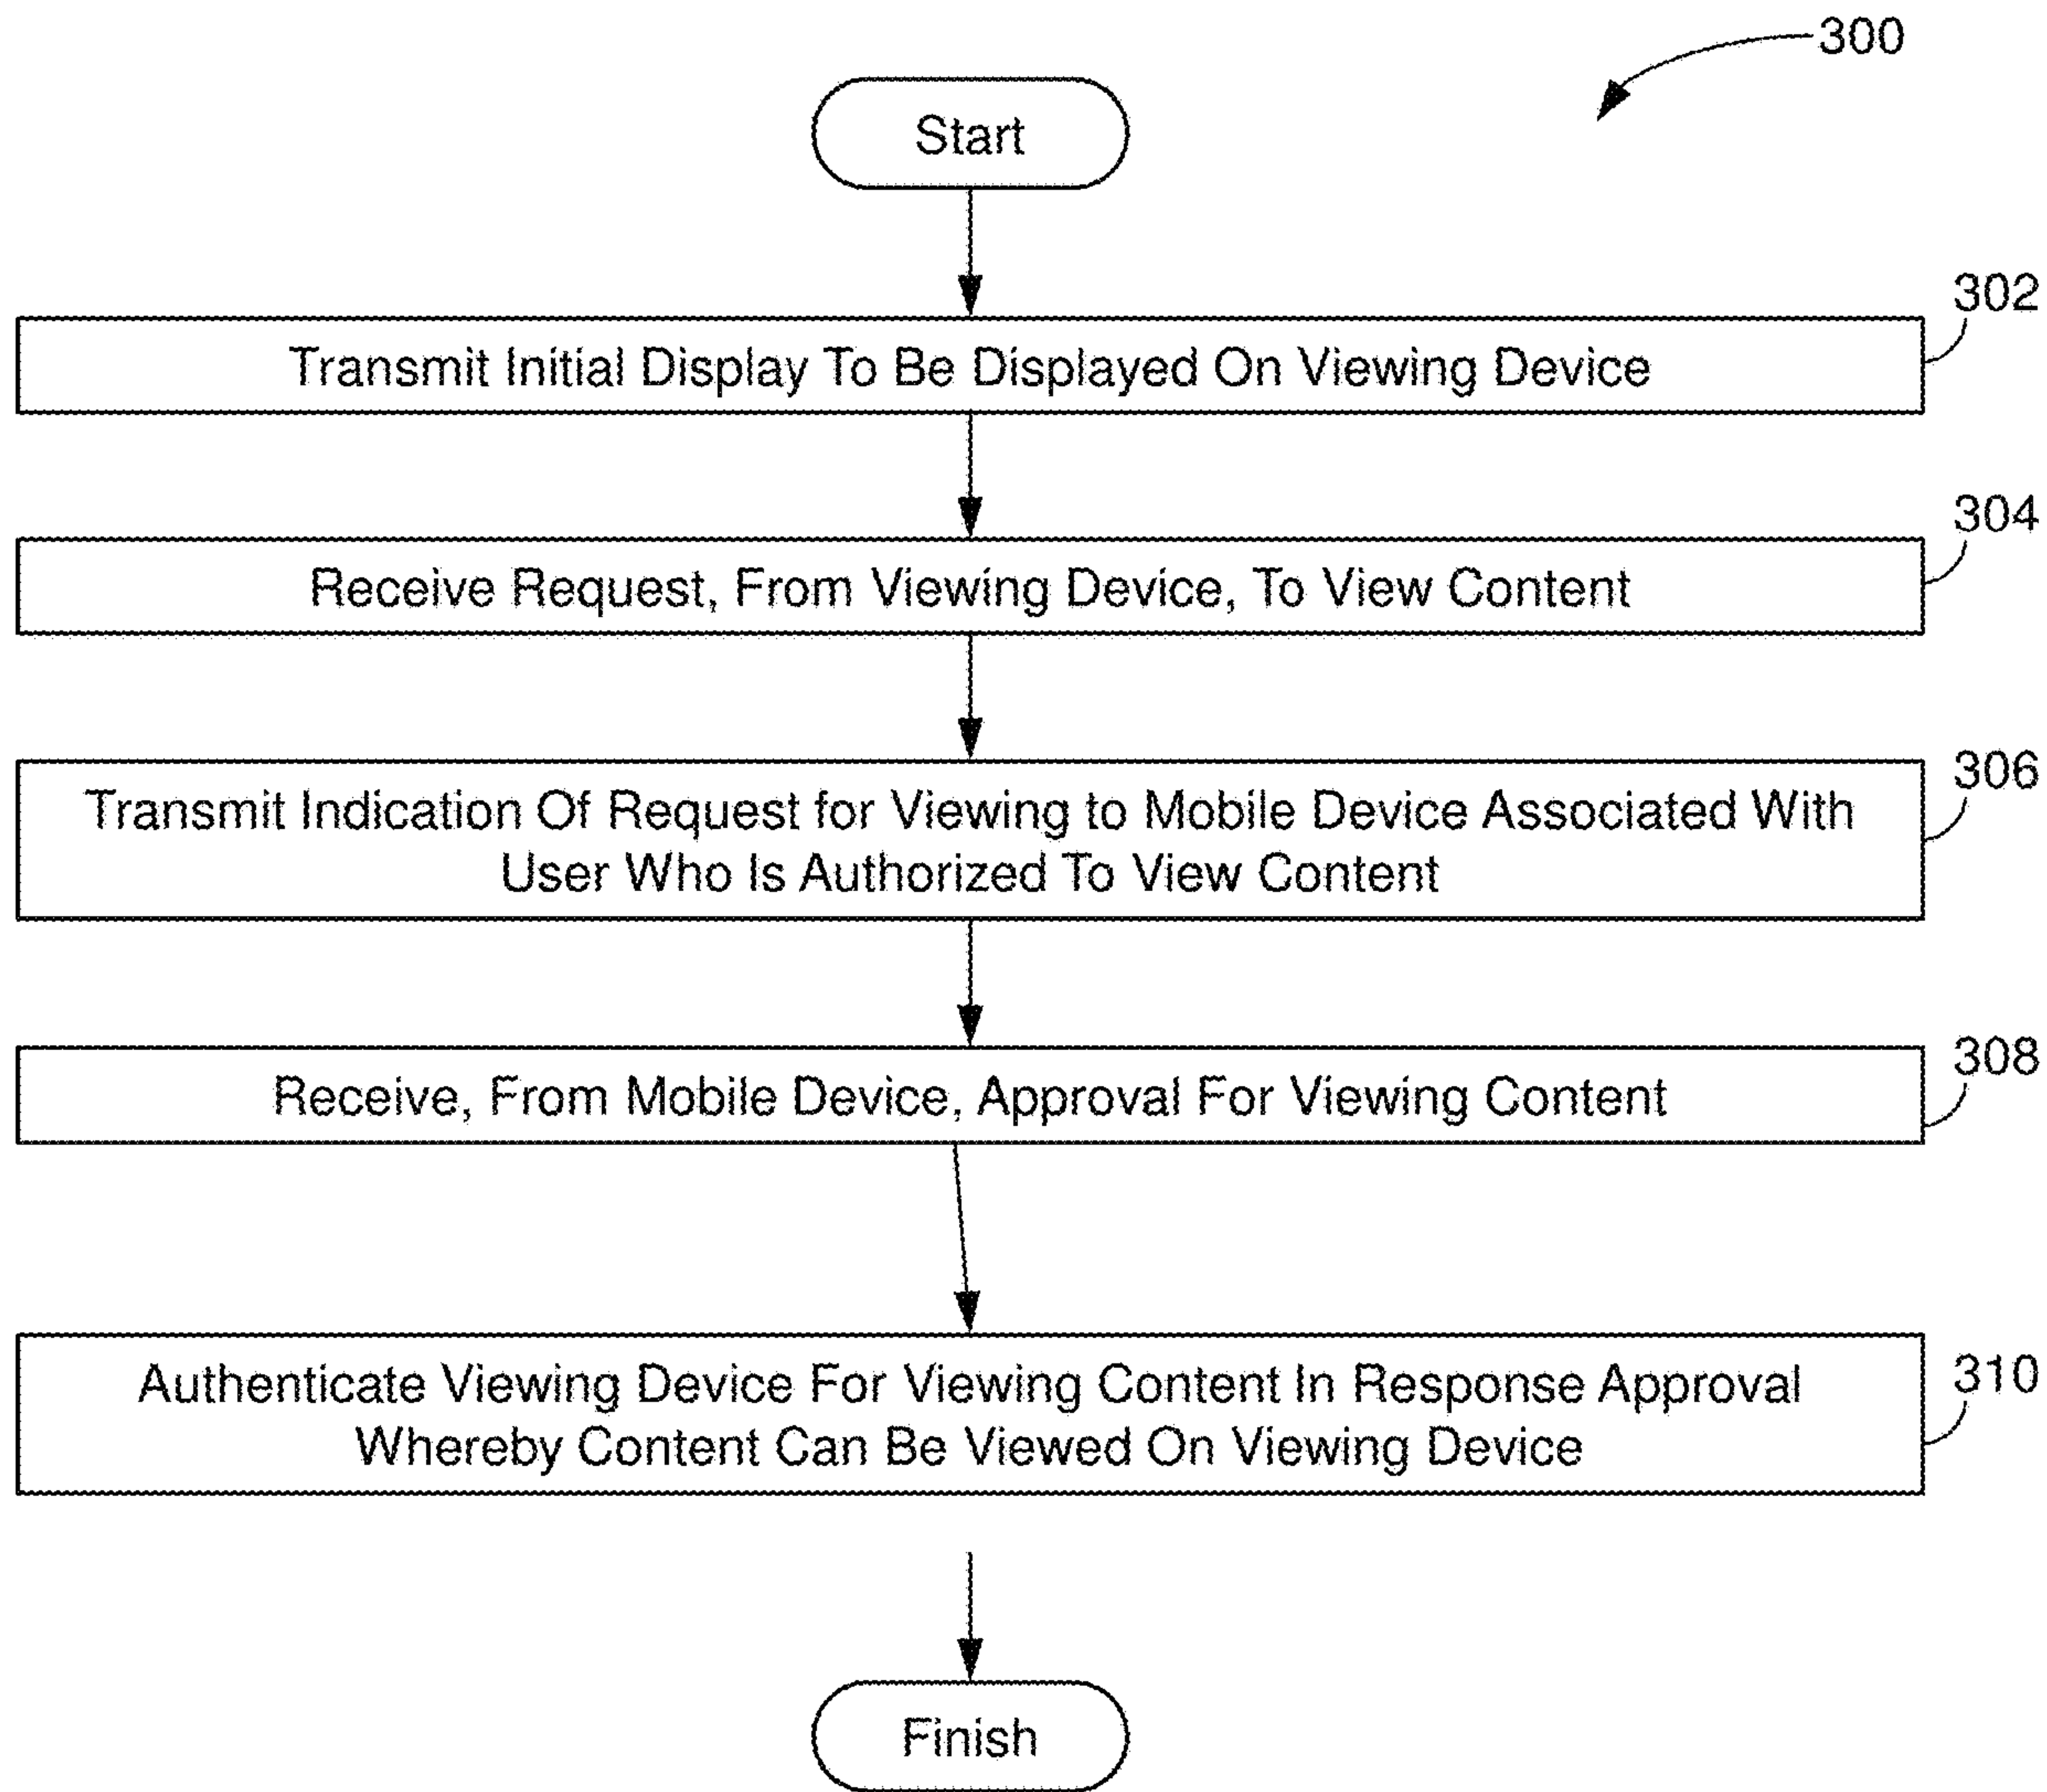 300
Start
302
Transmit Initial Display To Be Displayed On Viewing Device
304
Receive Request, From Viewing Device, To View Content
306
Transmit Indication Of Request for Viewing to Mobile Device Associated With
User Who Is Authorized To View Content
308
Receive, From Mobile Device, Approval For Viewing Content
310
Authenticate Viewing Device For Viewing Content In Response Approval
Whereby Content Can Be Viewed On Viewing Device
Finish